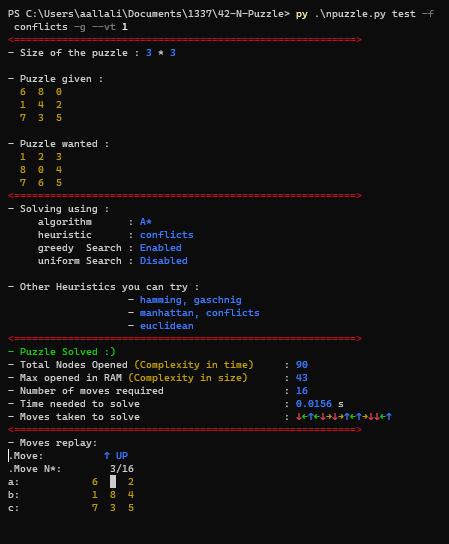 PS C:\Users\aallali\Documents\1337\42-N-Puzzle> py .\npuzzle.py test -f
conflicts -g --vt 1
<=========================================================>
- Size of the puzzle : 3 * 3
- Puzzle given :
6 8 0
1 4 2
7 3 5
- Puzzle wanted :
1 2 3
8 0 4
7 6 5
<=========================================================>
- Solving using :
algorithm : A*
heuristic : conflicts
greedy Search : Enabled
uniform Search : Disabled
- Other Heuristics you can try :
- hamming, gaschnig
- manhattan, conflicts
- euclidean
<=========================================================>
- Puzzle Solved :)
- Total Nodes Opened (Complexity in time) : 90
- Max opened in RAM (Complexity in size) : 43
- Number of moves required : 16
- Time needed to solve : 0.0156 s
- Moves taken to solve : ↓←↑←↓→↓→↑←↑→↓↓←↑
<=========================================================>
- Moves replay:
.Move: ↑ UP
.Move N*: 3/16
a: 6 2
b: 1 8 4
c: 7 3 5